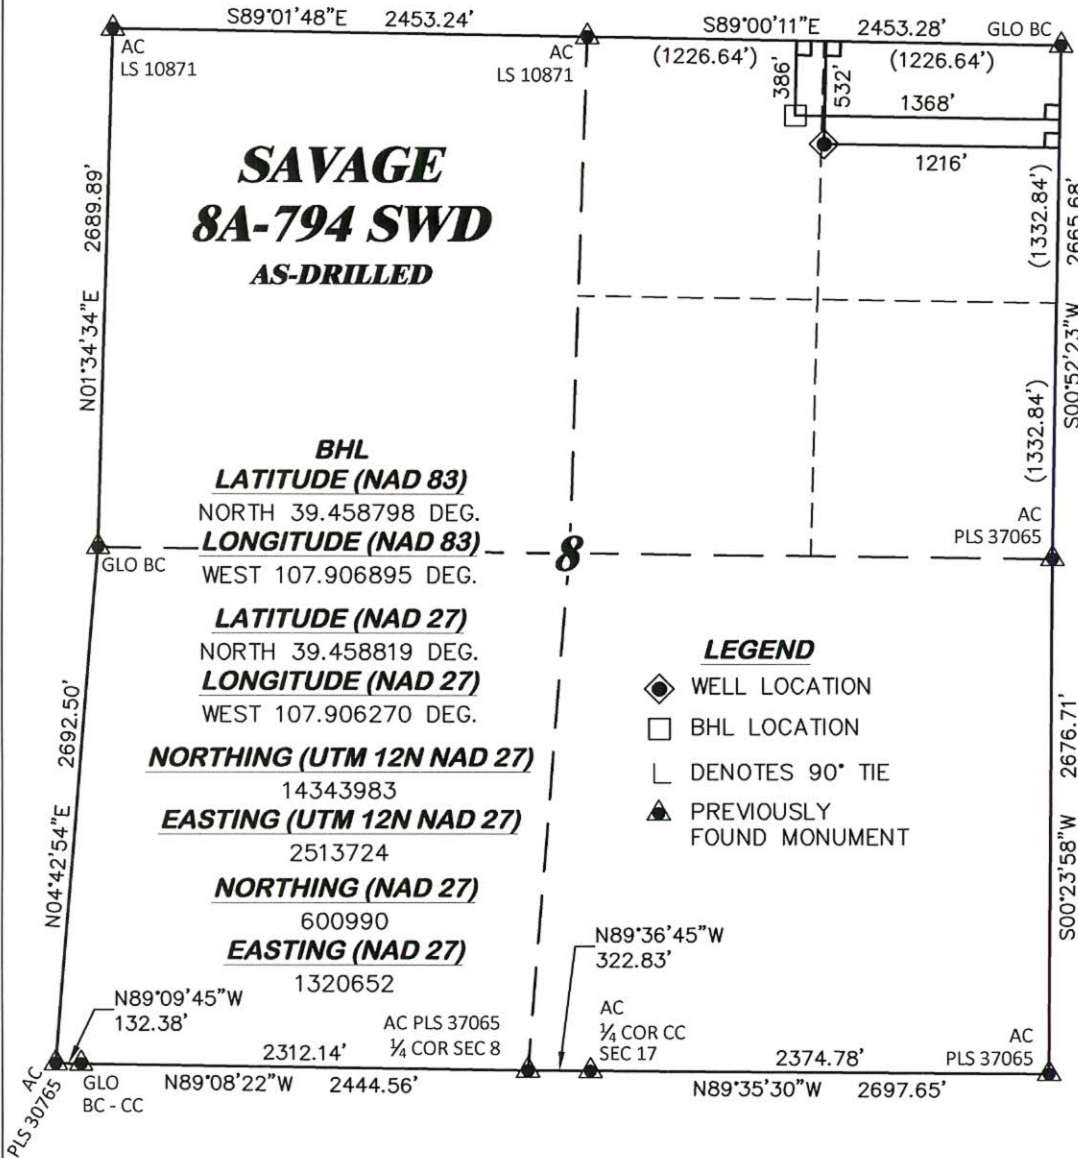 S89°01'48"E 2453.24'
S89°00'11"E 2453.28'
GLO BC
AC
LS 10871
AC
LS 10871
(1226.64')
(1226.64')
386'
532'
1368'
1216'
SAVAGE
8A-794 SWD
AS-DRILLED
N01°34'34"E 2689.89'
(1332.84')
(1332.84')
S00°52'23"W 2665.68'
BHL
LATITUDE (NAD 83)
NORTH 39.458798 DEG.
LONGITUDE (NAD 83)
WEST 107.906895 DEG.
LATITUDE (NAD 27)
NORTH 39.458819 DEG.
LONGITUDE (NAD 27)
WEST 107.906270 DEG.
NORTHING (UTM 12N NAD 27)
14343983
EASTING (UTM 12N NAD 27)
2513724
NORTHING (NAD 27)
600990
EASTING (NAD 27)
1320652
GLO BC
8
AC
PLS 37065
LEGEND
WELL LOCATION
BHL LOCATION
DENOTES 90° TIE
PREVIOUSLY
FOUND MONUMENT
N04°42'54"E 2692.50'
S00°23'58"W 2676.71'
N89°09'45"W
132.38'
N89°36'45"W
322.83'
AC PLS 37065
¼ COR SEC 8
AC
¼ COR CC
SEC 17
AC
PLS 37065
2312.14'
2374.78'
AC
PLS 30765
GLO
BC - CC
N89°08'22"W 2444.56'
N89°35'30"W 2697.65'